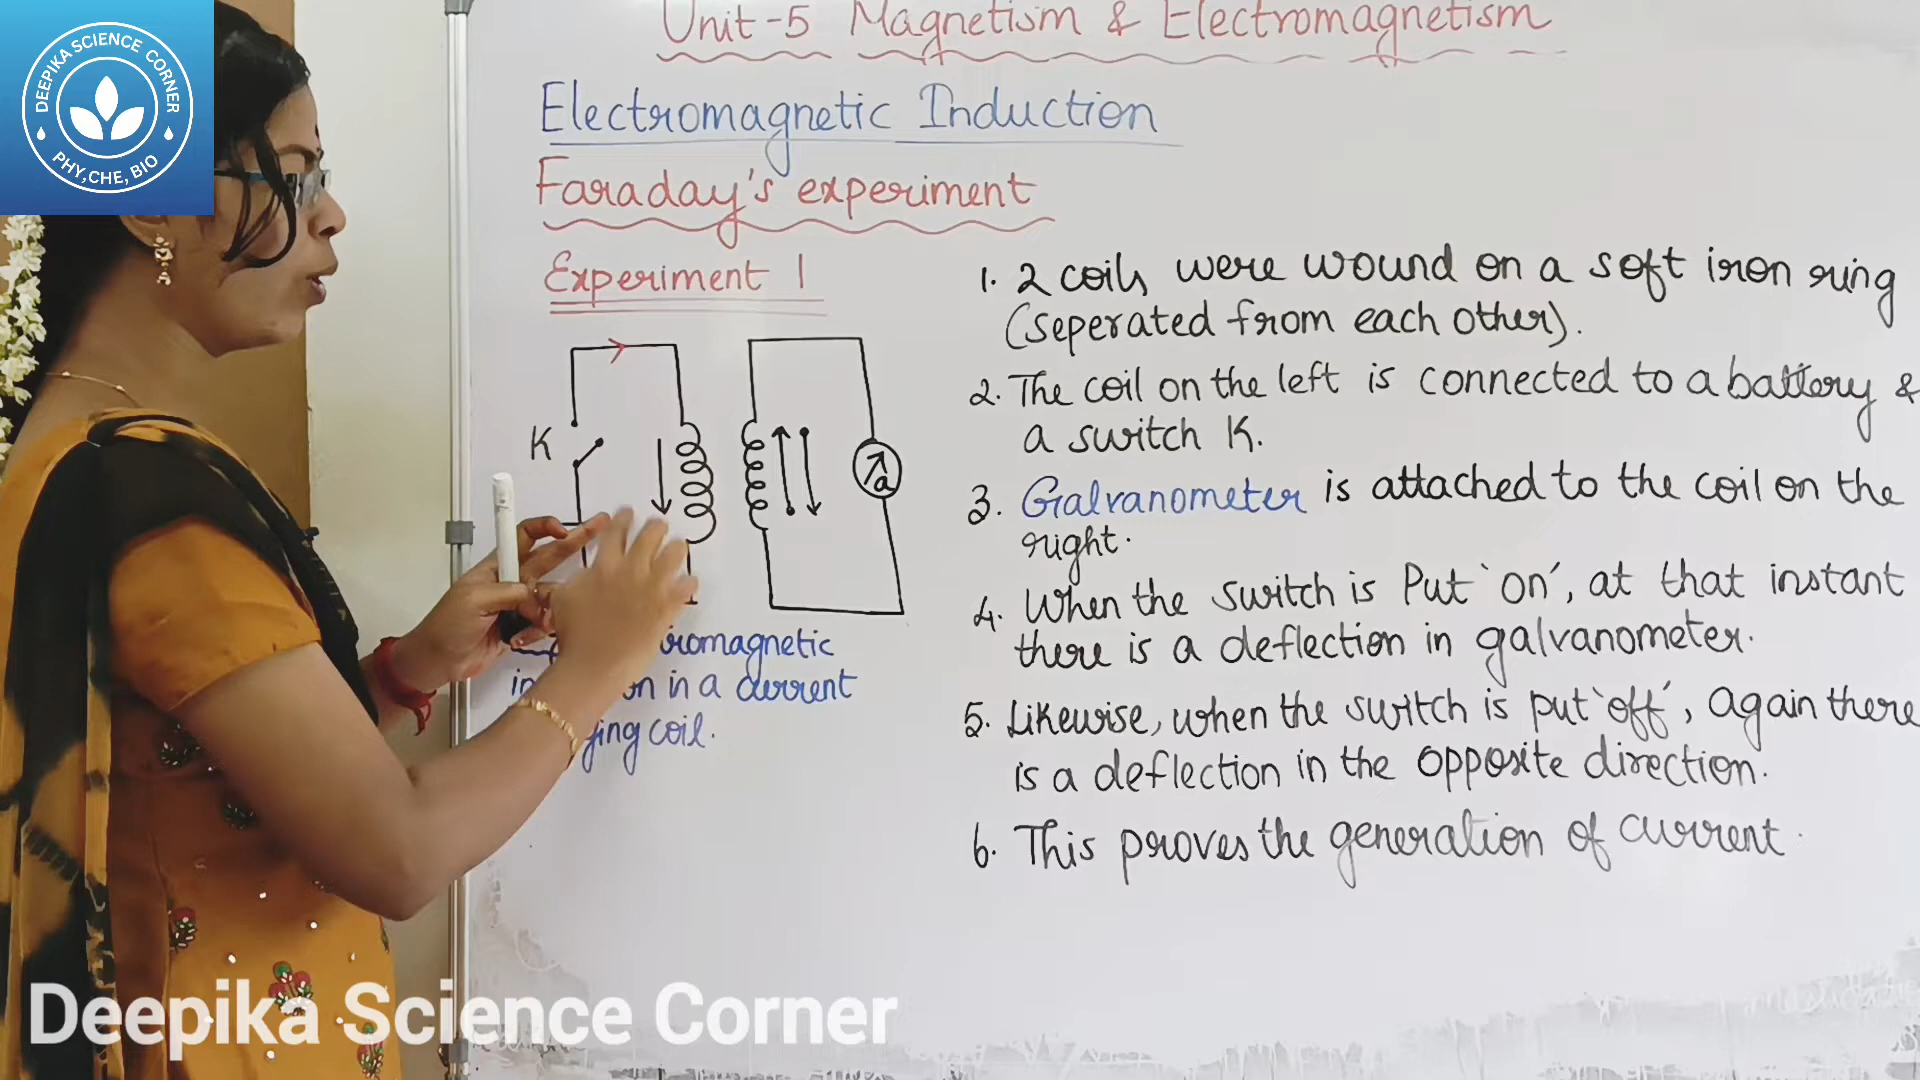 DEEPIKA SCIENCE CORNER
PHY,CHE, BIO
Unit-5 Magnetism & Electromagnetism
Electromagnetic Induction
Faraday's experiment
Experiment 1
K
romagnetic
in a current
coil.
1. 2 coils were wound on a soft iron ring
(seperated from each other).
2. The coil on the left is connected to a battery &
a switch K.
3. Galvanometer is attached to the coil on the
right.
4. When the switch is Put 'on', at that instant
there is a deflection in galvanometer.
5. Likewise, when the switch is put 'off', Again there
is a deflection in the opposite direction.
6. This proves the generation of current.
Deepika Science Corner